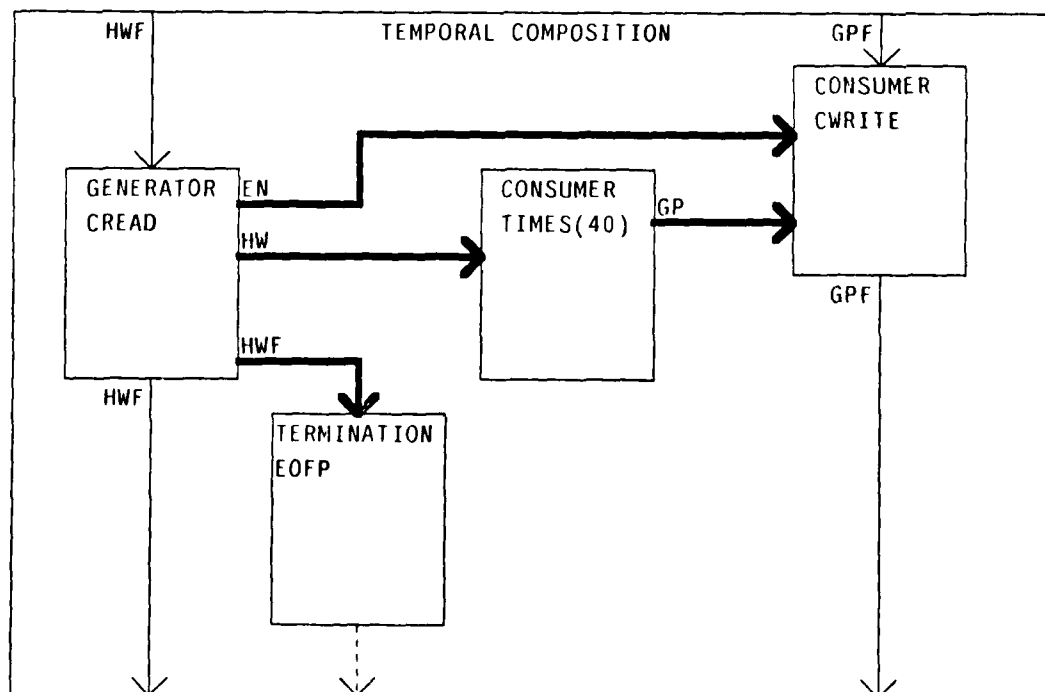 HWF
TEMPORAL COMPOSITION
GPF
CONSUMER
CWRITE
GENERATOR
CREAD
EN
HW
HWF
HWF
CONSUMER
TIMES(40)
GP
GPF
TERMINATION
EOFP